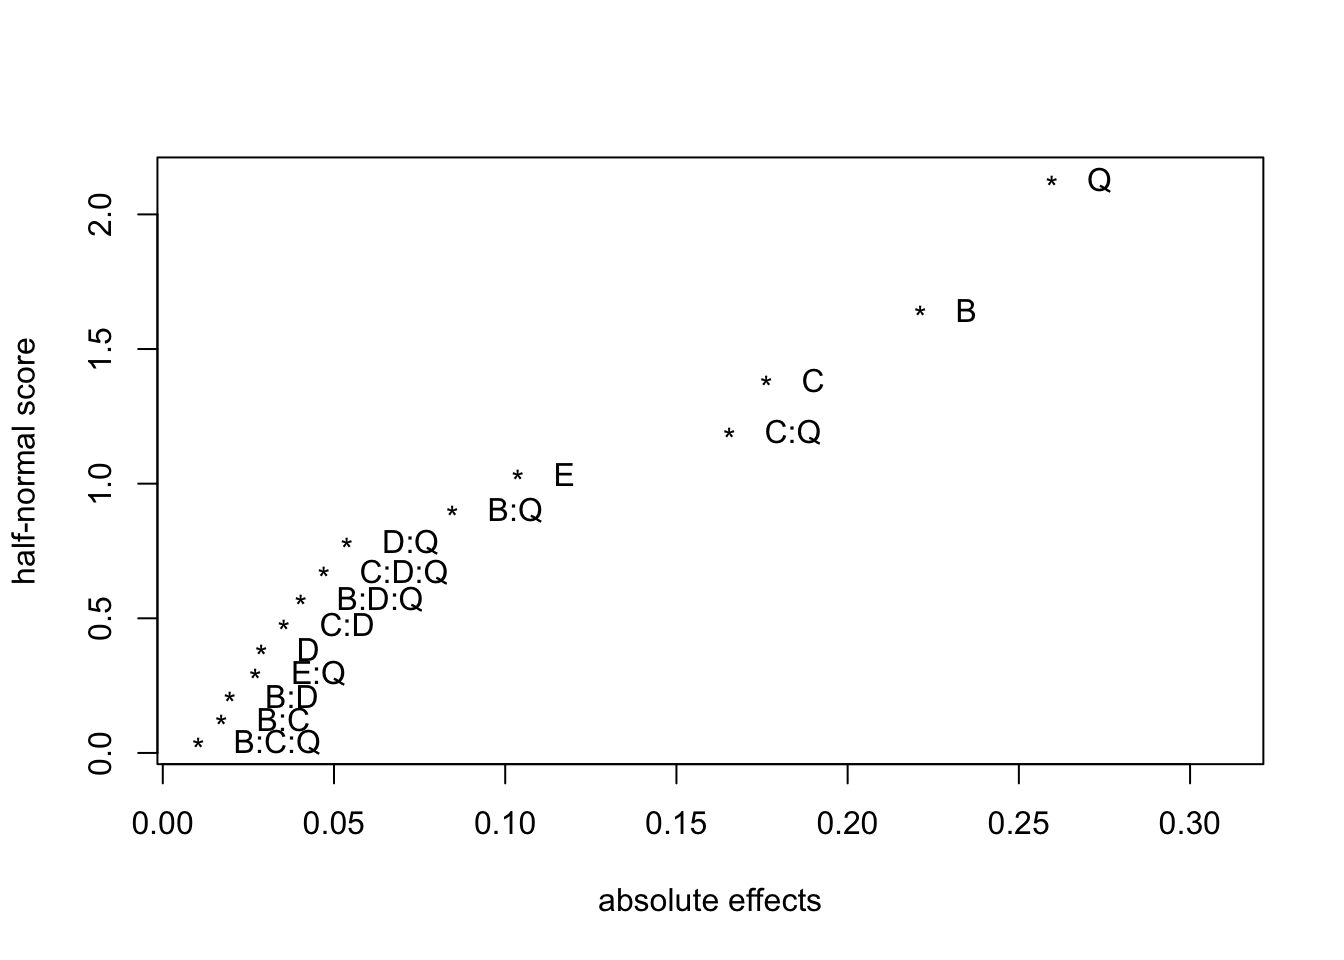 * Q
* B
* C
* C:Q
* E
* B:Q
* D:Q
* C:D:Q
* B:D:Q
* C:D
* D
* E:Q
* B:D
* B:C
* B:C:Q
2.0
1.5
1.0
0.5
0.0
half-normal score
0.00 0.05 0.10 0.15 0.20 0.25 0.30
absolute effects